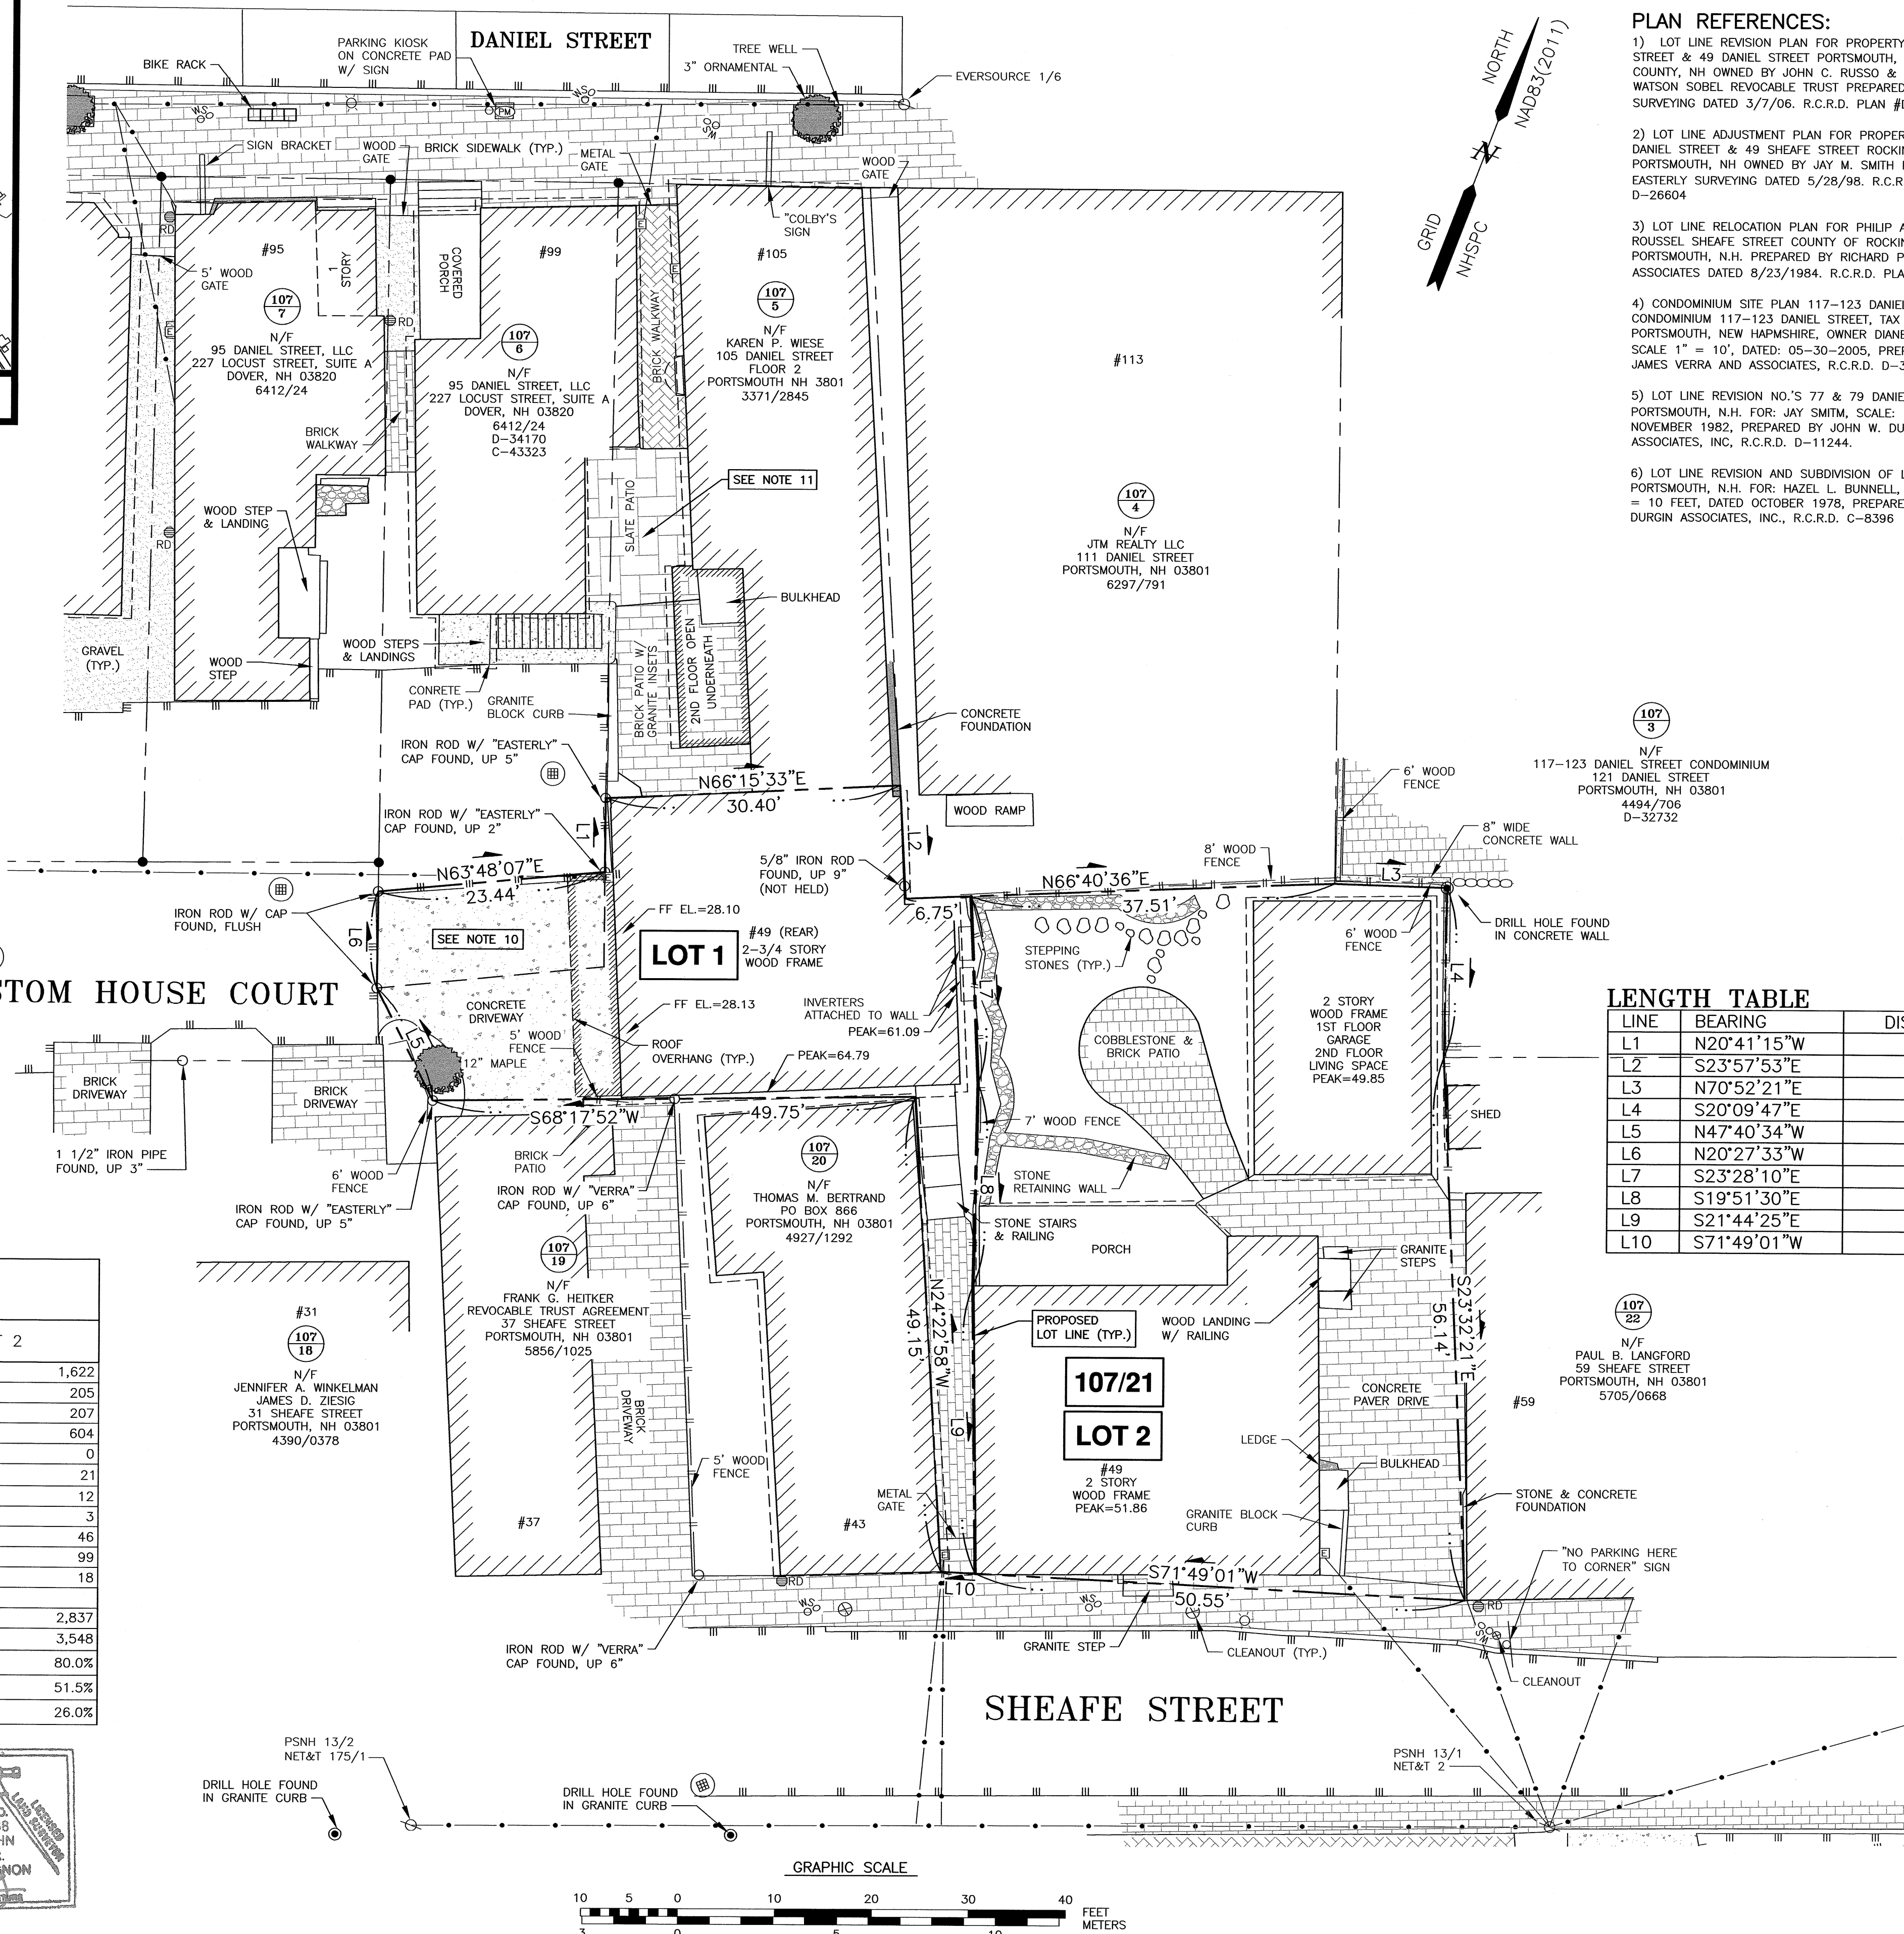 DANIEL STREET
PARKING KIOSK
ON CONCRETE PAD
W/ SIGN
BIKE RACK
TREE WELL
3" ORNAMENTAL
EVERSOURCE 1/6
WSO
PM
WSO
WSO
SIGN BRACKET
WOOD
GATE
BRICK SIDEWALK (TYP.)
METAL
GATE
WOOD
GATE
"COLBY'S
SIGN
RD
#95
1
STORY
COVERED
PORCH
#99
#105
5' WOOD
GATE
107
7
N/F
95 DANIEL STREET, LLC
227 LOCUST STREET, SUITE A
DOVER, NH 03820
6412/24
RD
107
6
N/F
95 DANIEL STREET, LLC
227 LOCUST STREET, SUITE A
DOVER, NH 03820
6412/24
D-34170
C-43323
BRICK WALKWAY
E
E
E
107
5
N/F
KAREN P. WIESE
105 DANIEL STREET
FLOOR 2
PORTSMOUTH NH 3801
3371/2845
#113
107
4
N/F
JTM REALTY LLC
111 DANIEL STREET
PORTSMOUTH, NH 03801
6297/791
BRICK
WALKWAY
SEE NOTE 11
SLATE PATIO
WOOD STEP
& LANDING
RD
BULKHEAD
GRAVEL
(TYP.)
WOOD
STEP
WOOD STEPS
& LANDINGS
CONRETE
PAD (TYP.)
GRANITE
BLOCK CURB
BRICK PATIO W/
GRANITE INSETS
2ND FLOOR OPEN
UNDERNEATH
CONCRETE
FOUNDATION
GRID
NORTH
N
NHSPC
NAD83(2011)
PLAN REFERENCES:
1) LOT LINE REVISION PLAN FOR PROPERTY
STREET & 49 DANIEL STREET PORTSMOUTH,
COUNTY, NH OWNED BY JOHN C. RUSSO &
WATSON SOBEL REVOCABLE TRUST PREPARED
SURVEYING DATED 3/7/06. R.C.R.D. PLAN
2) LOT LINE ADJUSTMENT PLAN FOR
DANIEL STREET & 49 SHEAFE STREET
PORTSMOUTH, NH OWNED BY JAY M. SMITH
EASTERLY SURVEYING DATED 5/28/98.
D-26604
3) LOT LINE RELOCATION PLAN FOR PHILIP
ROUSSEL SHEAFE STREET COUNTY OF
PORTSMOUTH, N.H. PREPARED BY RICHARD P
ASSOCIATES DATED 8/23/1984. R.C.R.D.
4) CONDOMINIUM SITE PLAN 117-123 DANIEL
CONDOMINIUM 117-123 DANIEL STREET, TAX
PORTSMOUTH, NEW HAPMSHIRE, OWNER
SCALE 1" = 10', DATED: 05-30-2005,
JAMES VERRA AND ASSOCIATES, R.C.R.D.
5) LOT LINE REVISION NO.'S 77 & 79
PORTSMOUTH, N.H. FOR: JAY SMITM, SCALE:
NOVEMBER 1982, PREPARED BY JOHN W.
ASSOCIATES, INC, R.C.R.D. D-11244.
6) LOT LINE REVISION AND SUBDIVISION OF
PORTSMOUTH, N.H. FOR: HAZEL L. BUNNELL,
= 10 FEET, DATED OCTOBER 1978,
DURGIN ASSOCIATES, INC., R.C.R.D. C-8396
107
3
N/F
117-123 DANIEL STREET CONDOMINIUM
121 DANIEL STREET
PORTSMOUTH, NH 03801
4494/706
D-32732
IRON ROD W/ "EASTERLY"
CAP FOUND, UP 5"
N66°15'33"E
30.40'
IRON ROD W/ "EASTERLY"
CAP FOUND, UP 2"
L1
L2
WOOD RAMP
6' WOOD
FENCE
8" WIDE
CONCRETE WALL
5/8" IRON ROD
FOUND, UP 9"
(NOT HELD)
8' WOOD
FENCE
N63°48'07"E
23.44'
N66°40'36"E
37.51'
L3
6.75'
IRON ROD W/ CAP
FOUND, FLUSH
L6
SEE NOTE 10
FF EL.=28.10
LOT 1
#49 (REAR)
2-3/4 STORY
WOOD FRAME
6' WOOD
FENCE
DRILL HOLE FOUND
IN CONCRETE WALL
STEPPING
STONES (TYP.)
STOM HOUSE COURT
CONCRETE
DRIVEWAY
FF EL.=28.13
INVERTERS
ATTACHED TO WALL
PEAK=61.09
L7
L4
5' WOOD
FENCE
ROOF
OVERHANG (TYP.)
PEAK=64.79
COBBLESTONE &
BRICK PATIO
2 STORY
WOOD FRAME
1ST FLOOR
GARAGE
2ND FLOOR
LIVING SPACE
PEAK=49.85
L5
12" MAPLE
BRICK
DRIVEWAY
BRICK
DRIVEWAY
S68°17'52"W
49.75'
SHED
1 1/2" IRON PIPE
FOUND, UP 3"
6' WOOD
FENCE
BRICK
PATIO
7' WOOD FENCE
STONE
RETAINING WALL
IRON ROD W/ "EASTERLY"
CAP FOUND, UP 5"
IRON ROD W/ "VERRA"
CAP FOUND, UP 6"
107
20
N/F
THOMAS M. BERTRAND
PO BOX 866
PORTSMOUTH, NH 03801
4927/1292
L8
STONE STAIRS
& RAILING
PORCH
GRANITE
STEPS
LENGTH TABLE
LINE BEARING
L1 N20°41'15"W
L2 S23°57'53"E
L3 N70°52'21"E
L4 S20°09'47"E
L5 N47°40'34"W
L6 N20°27'33"W
L7 S23°28'10"E
L8 S19°51'30"E
L9 S21°44'25"E
L10 S71°49'01"W
107
19
N/F
FRANK G. HEITKER
REVOCABLE TRUST AGREEMENT
37 SHEAFE STREET
PORTSMOUTH, NH 03801
5856/1025
#31
107
18
N/F
JENNIFER A. WINKELMAN
JAMES D. ZIESIG
31 SHEAFE STREET
PORTSMOUTH, NH 03801
4390/0378
N24°22'58"W
49.15'
PROPOSED
LOT LINE (TYP.)
WOOD LANDING
W/ RAILING
S23°32'21"E
56.14'
107
22
N/F
PAUL B. LANGFORD
59 SHEAFE STREET
PORTSMOUTH, NH 03801
5705/0668
107/21
LOT 2
CONCRETE
PAVER DRIVE
#59
BRICK
DRIVEWAY
L9
LEDGE
BULKHEAD
#49
2 STORY
WOOD FRAME
PEAK=51.86
5' WOOD
FENCE
METAL
GATE
GRANITE BLOCK
CURB
STONE & CONCRETE
FOUNDATION
#37
#43
E
E
"NO PARKING HERE
TO CORNER" SIGN
RD
L10
S71°49'01"W
50.55'
RD
WSO
WSO
WSO
IRON ROD W/ "VERRA"
CAP FOUND, UP 6"
GRANITE STEP
CLEANOUT (TYP.)
CLEANOUT
2
1,622
205
207
604
0
21
12
3
46
99
18
2,837
3,548
80.0%
51.5%
26.0%
SHEAFE STREET
PSNH 13/2
NET&T 175/1
DRILL HOLE FOUND
IN GRANITE CURB
DRILL HOLE FOUND
IN GRANITE CURB
PSNH 13/1
NET&T 2
LICENSED
LAND SURVEYOR
GRAPHIC SCALE
10 5 0 10 20 30 40
FEET
METERS
3 0 5 10